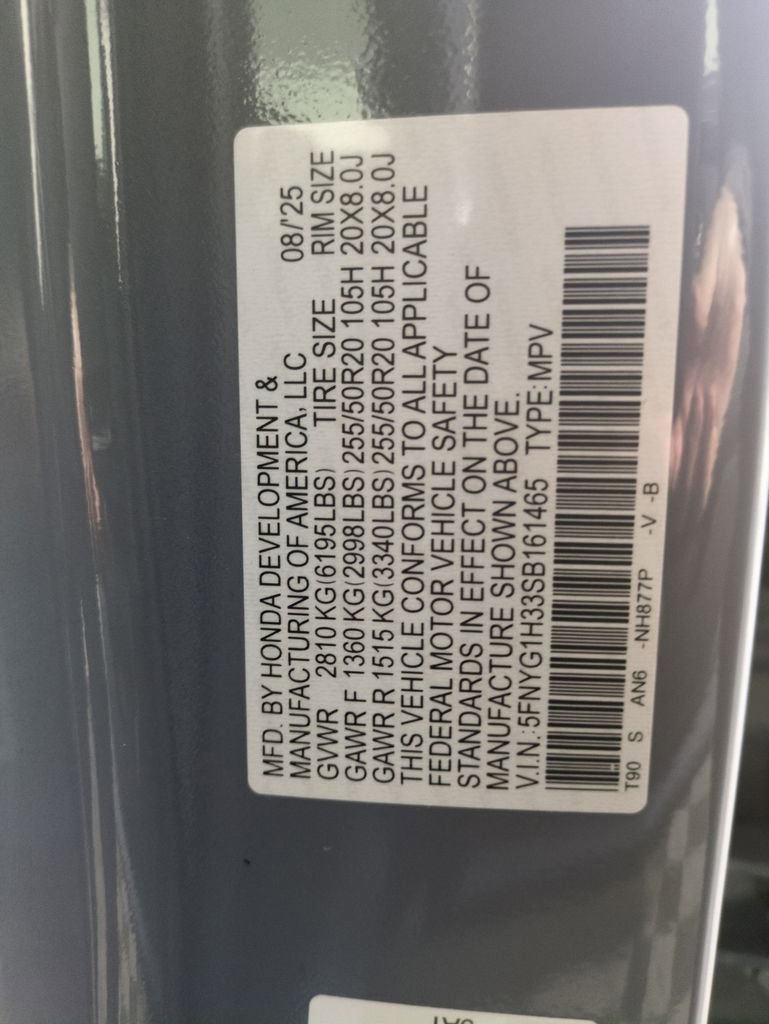 MFD. BY HONDA DEVELOPMENT &
MANUFACTURING OF AMERICA, LLC 08/'25
GVWR 2810 KG(6195LBS) TIRE SIZE RIM SIZE
GAWR F 1360 KG(2998LBS) 255/50R20 105H 20X8.0J
GAWR R 1515 KG(3340LBS) 255/50R20 105H 20X8.0J
THIS VEHICLE CONFORMS TO ALL APPLICABLE
FEDERAL MOTOR VEHICLE SAFETY
STANDARDS IN EFFECT ON THE DATE OF
MANUFACTURE SHOWN ABOVE.
V.I.N.:5FNYG1H33SB161465 TYPE:MPV
T90 S AN6 -NH877P -V -B